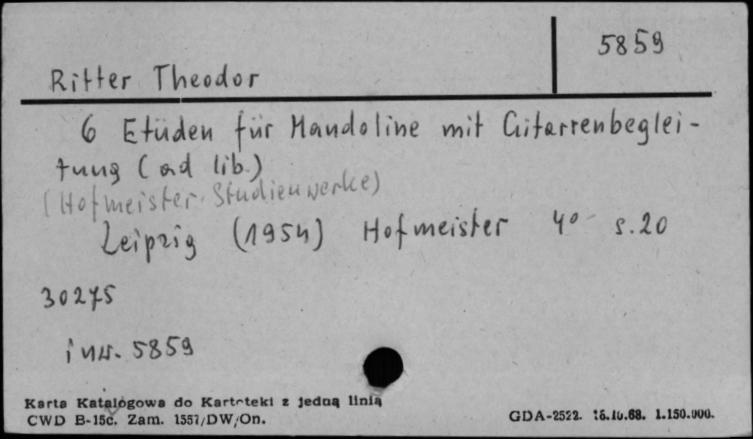 5859
Ritter Theodor
6 Etüden für Mandoline mit Gitarrenbeglei-
tung (ad lib.)
(Hofmeister-Studienwerke)
Leipzig (1954) Hofmeister 4° s. 20
30275
inw. 5859
Karta Katalogowa do Kartoteki z jedną linią
CWD B-15c. Zam. 1557/DW/On.
GDA-2522. 16.10.68. 1.150.000.